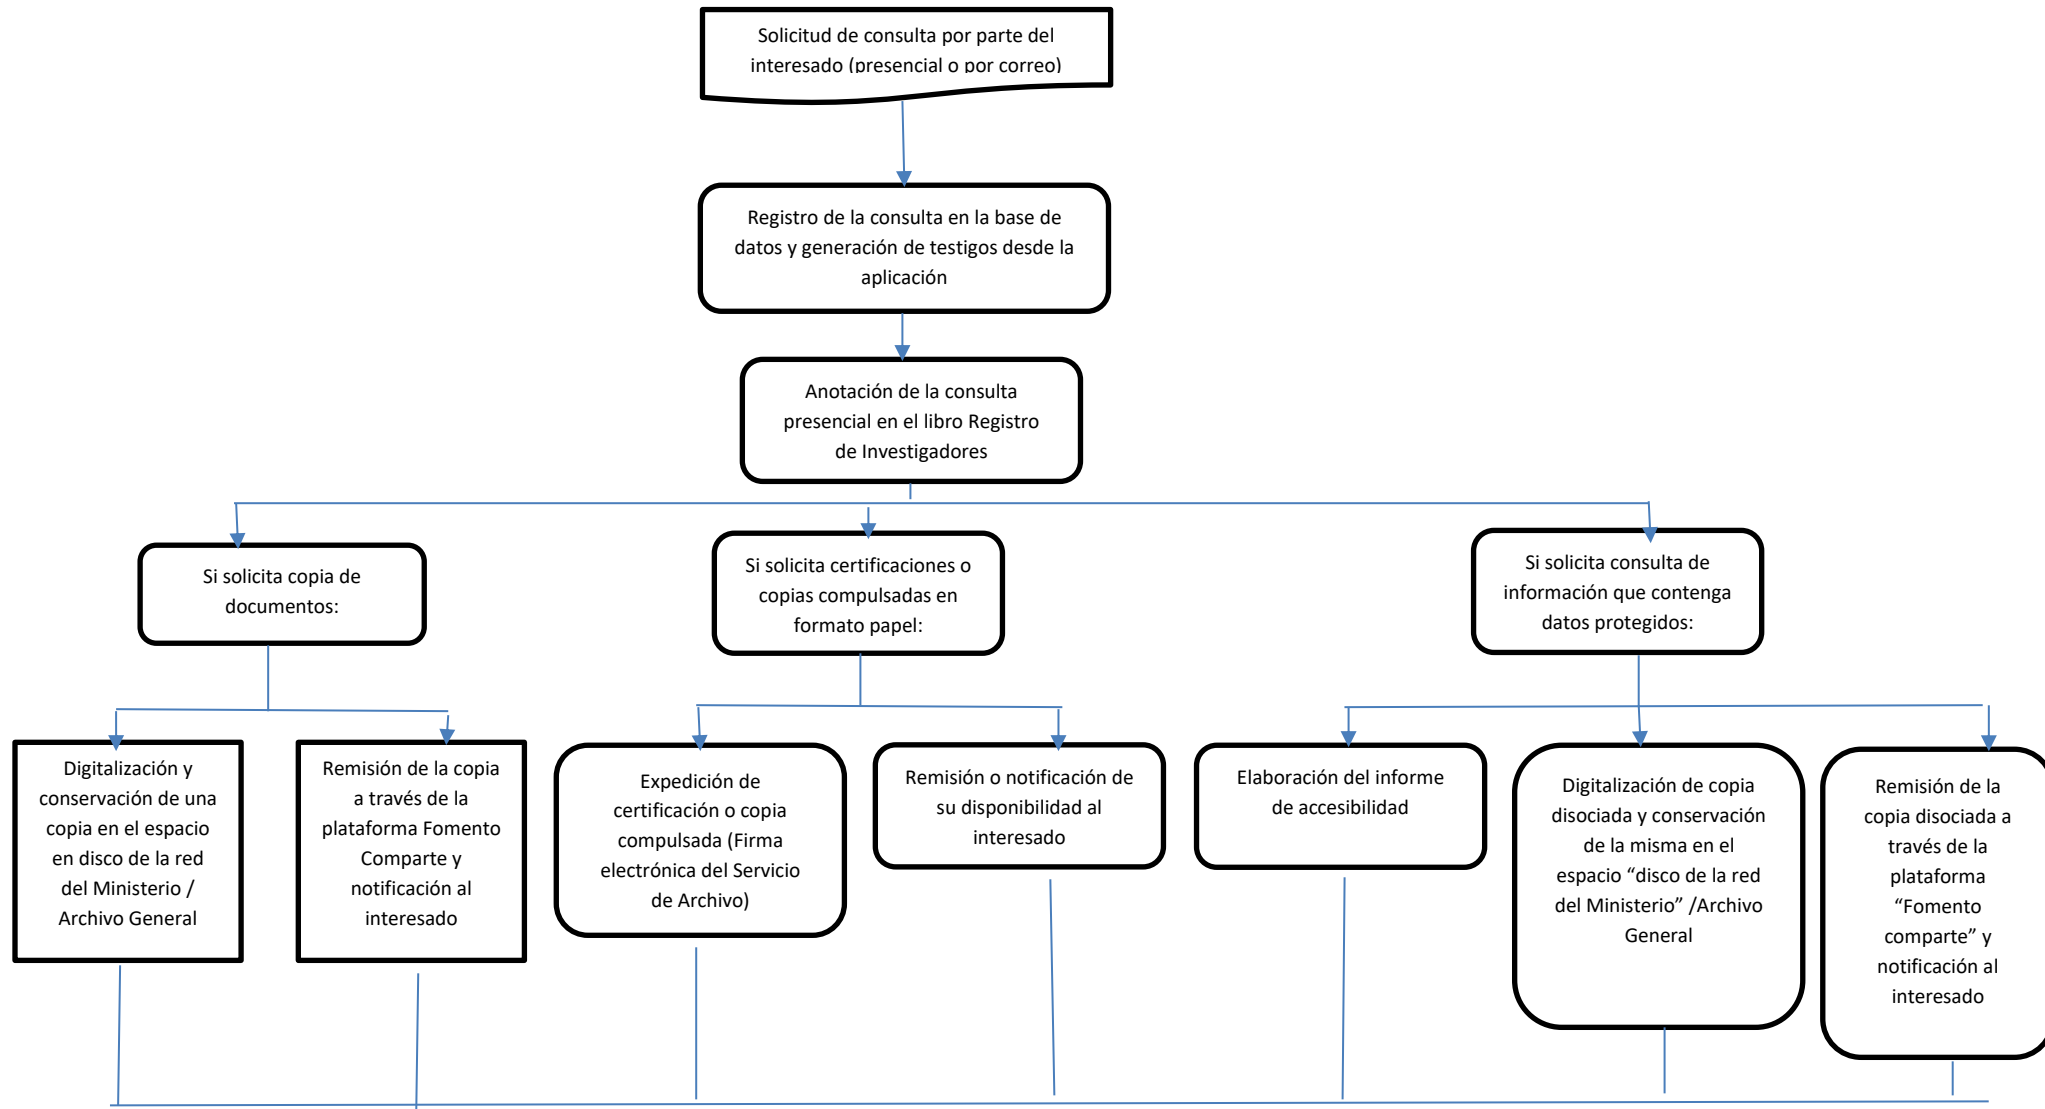 Solicitud de consulta por parte del
interesado (presencial o por correo)
Registro de la consulta en la base de
datos y generación de testigos desde la
aplicación
Anotación de la consulta
presencial en el libro Registro
de Investigadores
Si solicita copia de
documentos:
Si solicita certificaciones o
copias compulsadas en
formato papel:
Si solicita consulta de
información que contenga
datos protegidos:
Digitalización y
conservación de una
copia en el espacio
en disco de la red
del Ministerio /
Archivo General
Remisión de la copia
a través de la
plataforma Fomento
Comparte y
notificación al
interesado
Expedición de
certificación o copia
compulsada (Firma
electrónica del Servicio
de Archivo)
Remisión o notificación de
su disponibilidad al
interesado
Elaboración del informe
de accesibilidad
Digitalización de copia
disociada y conservación
de la misma en el
espacio “disco de la red
del Ministerio” /Archivo
General
Remisión de la
copia disociada a
través de la
plataforma
“Fomento
comparte” y
notificación al
interesado